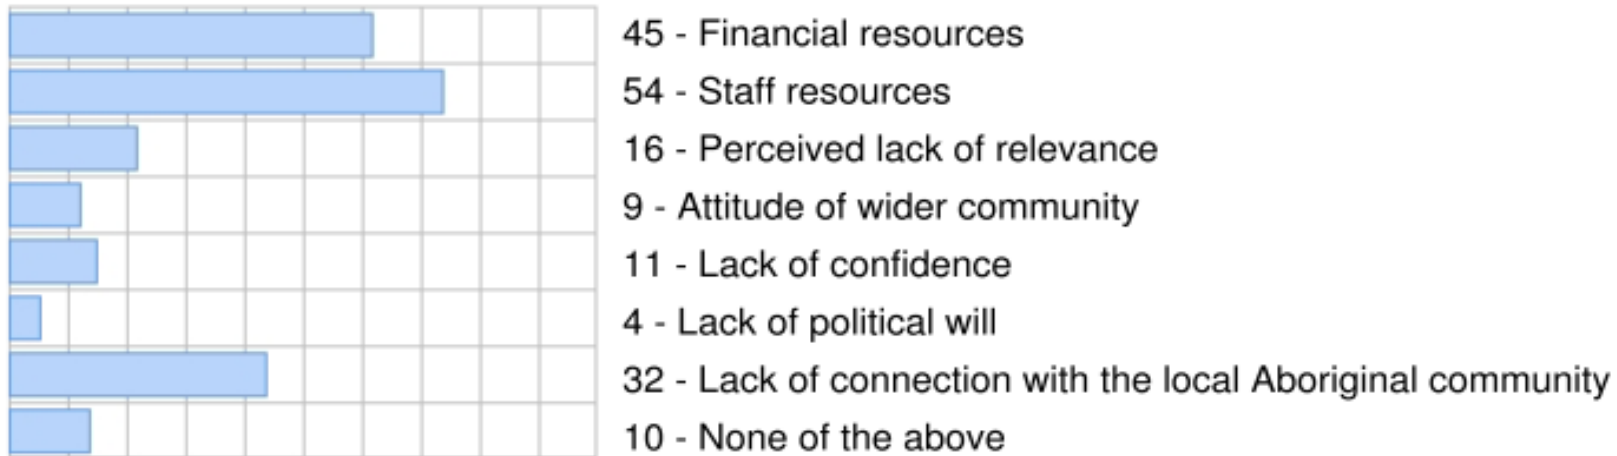 45 - Financial resources
54 - Staff resources
16 - Perceived lack of relevance
9 - Attitude of wider community
11 - Lack of confidence
4 - Lack of political will
32 - Lack of connection with the local Aboriginal community
10 - None of the above